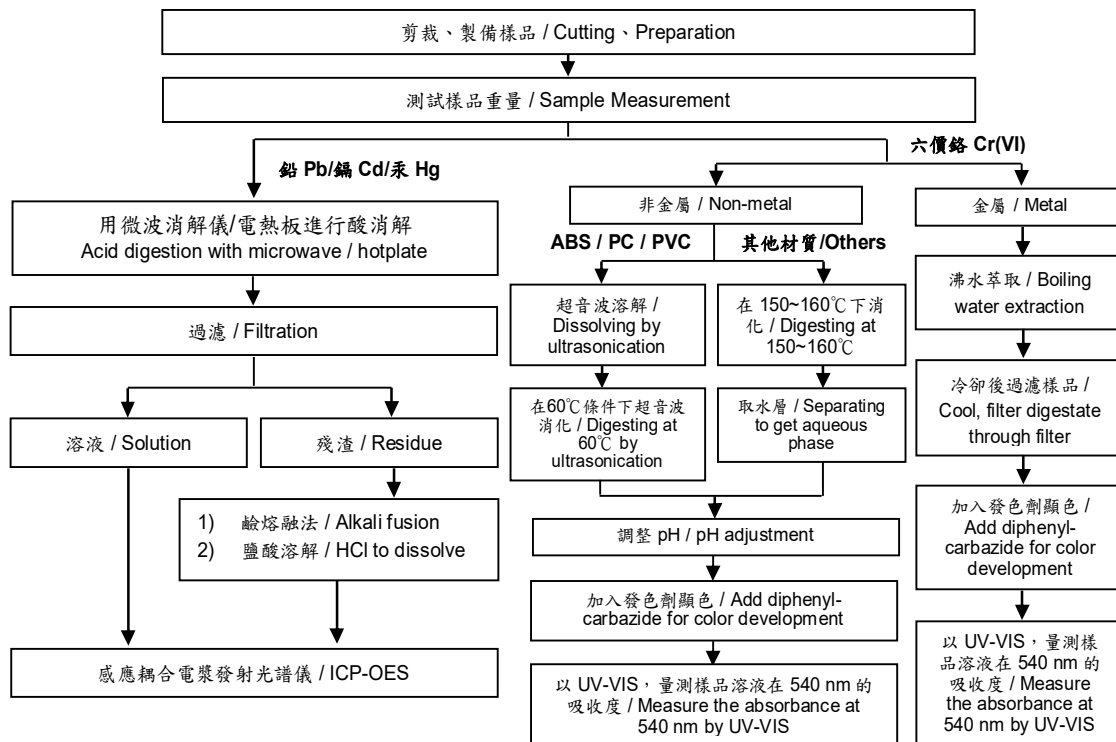 剪裁、製備樣品 / Cutting、Preparation
測試樣品重量 / Sample Measurement
鉛 Pb/鎘 Cd/汞 Hg
六價鉻 Cr(VI)
用微波消解儀/電熱板進行酸消解
Acid digestion with microwave / hotplate
過濾 / Filtration
溶液 / Solution
殘渣 / Residue
1) 鹼熔融法 / Alkali fusion
2) 鹽酸溶解 / HCl to dissolve
感應耦合電漿發射光譜儀 / ICP-OES
非金屬 / Non-metal
ABS / PC / PVC
其他材質/Others
超音波溶解 /
Dissolving by
ultrasonication
在60℃條件下超音波
消化 / Digesting at
60℃ by
ultrasonication
在 150~160℃下消
化 / Digesting at
150~160℃
取水層 / Separating
to get aqueous
phase
調整 pH / pH adjustment
加入發色劑顯色 / Add diphenyl-
carbazide for color development
以 UV-VIS，量測樣品溶液在 540 nm 的
吸收度 / Measure the absorbance at
540 nm by UV-VIS
金屬 / Metal
沸水萃取 / Boiling
water extraction
冷卻後過濾樣品 /
Cool, filter digestate
through filter
加入發色劑顯色 /
Add diphenyl-
carbazide for color
development
以 UV-VIS，量測樣
品溶液在 540 nm 的
吸收度 / Measure
the absorbance at
540 nm by UV-VIS